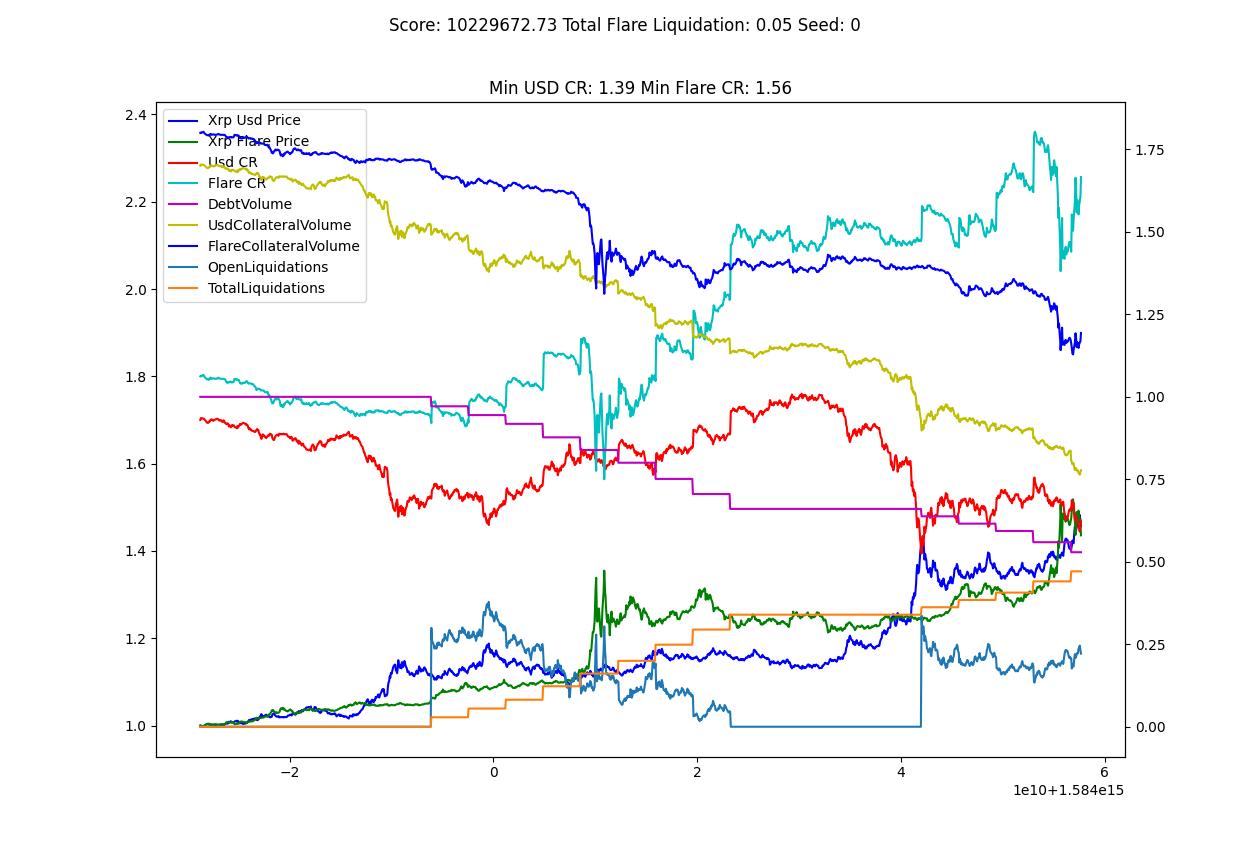 Score: 10229672.73 Total Flare Liquidation: 0.05 Seed: 0
Min USD CR: 1.39 Min Flare CR: 1.56
Xrp Usd Price
Xrp Flare Price
Usd CR
Flare CR
DebtVolume
UsdCollateralVolume
FlareCollateralVolume
OpenLiquidations
TotalLiquidations
2.4
2.2
2.0
1.8
1.6
1.4
1.2
1.0
1.75
1.50
1.25
1.00
0.75
0.50
0.25
0.00
−2 0 2 4 6
1e10+1.584e15